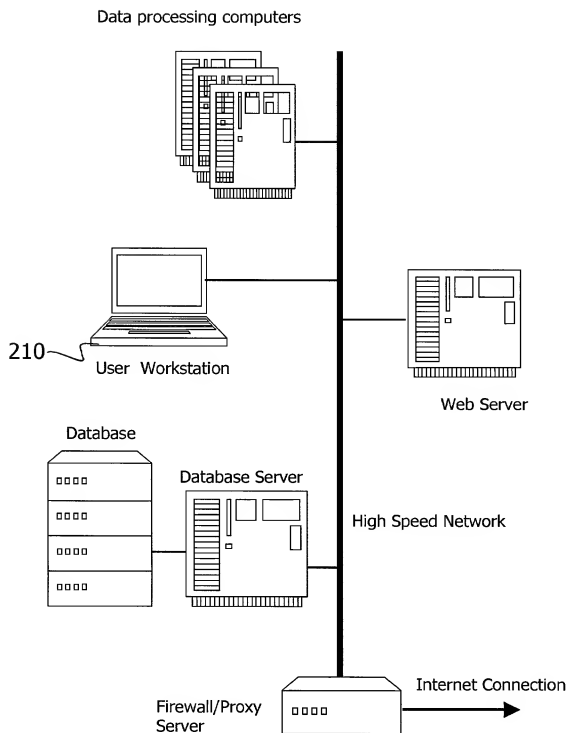 Data processing computers
210
User Workstation
Web Server
Database
Database Server
High Speed Network
Internet Connection
Firewall/Proxy
Server